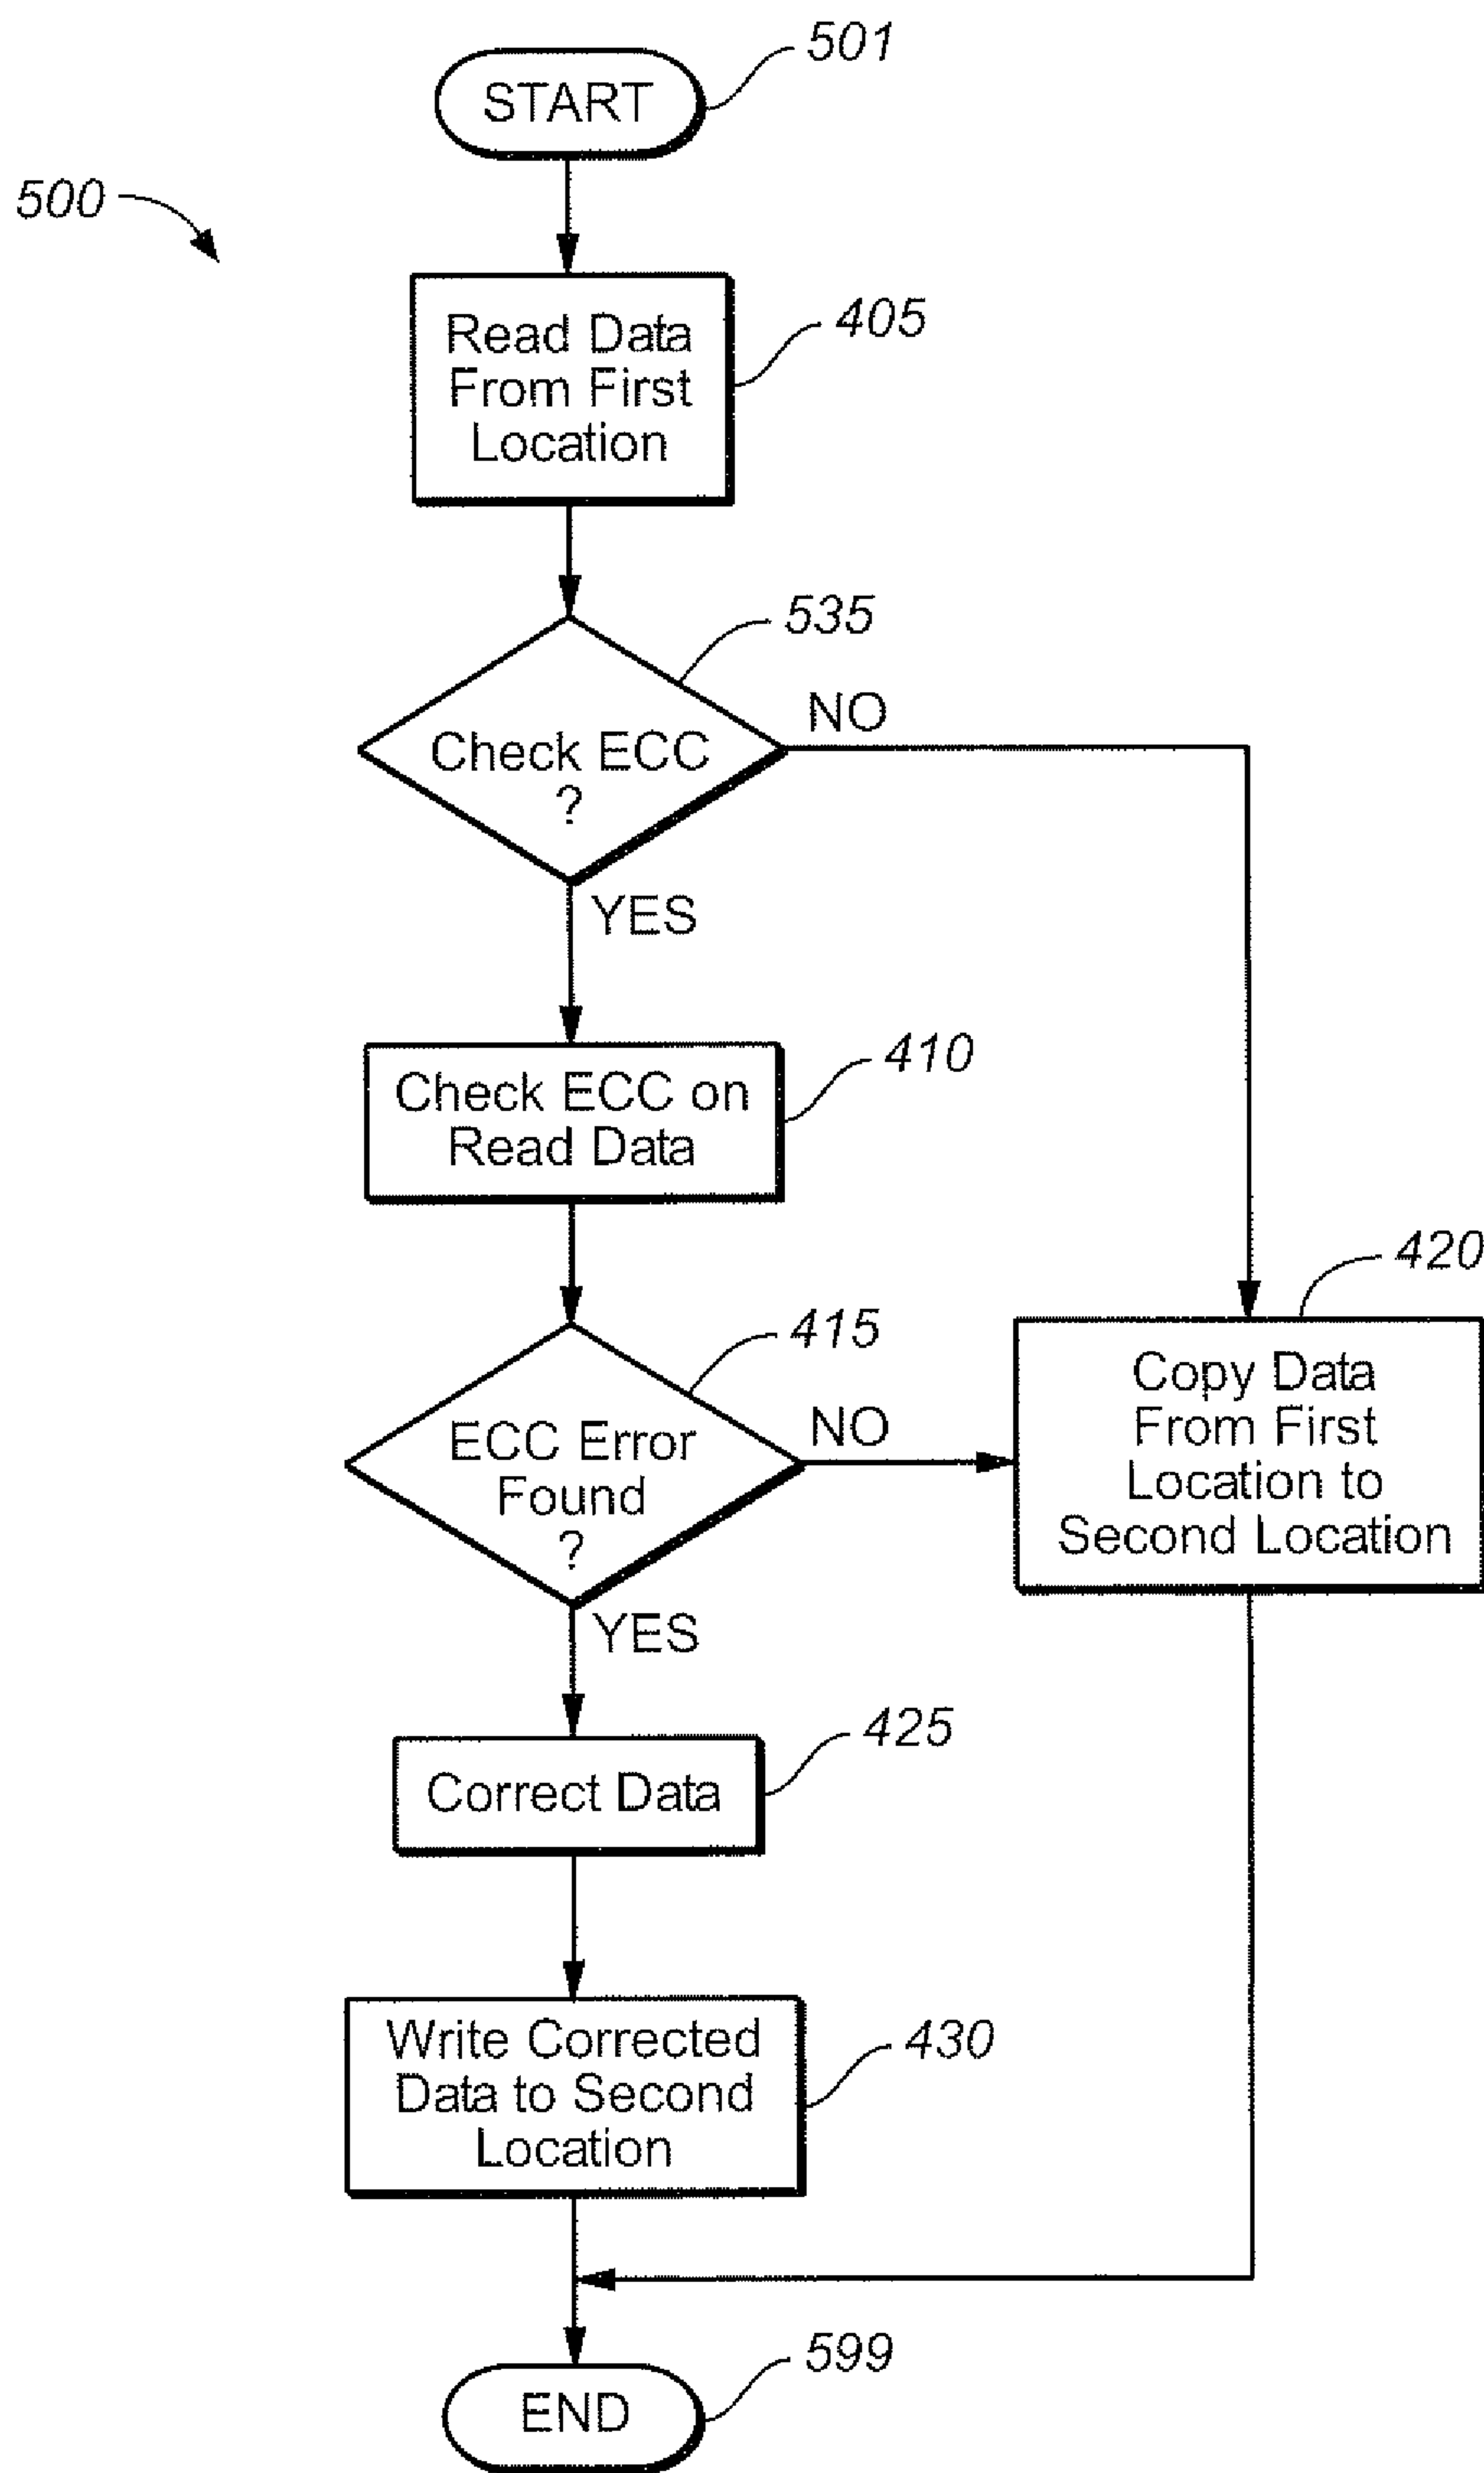 START
501
500
Read Data
From First
Location
405
535
Check ECC
?
NO
YES
Check ECC on
Read Data
410
415
ECC Error
Found
?
NO
YES
420
Copy Data
From First
Location to
Second Location
Correct Data
425
Write Corrected
Data to Second
Location
430
END
599